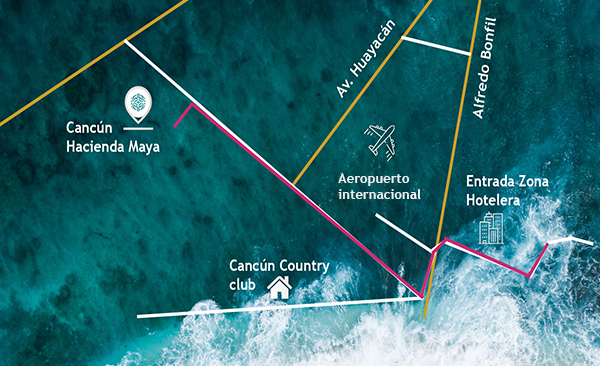 Av. Huayacán
Alfredo Bonfil
Cancún
Hacienda Maya
Aeropuerto
internacional
Entrada Zona
Hotelera
Cancún Country
club